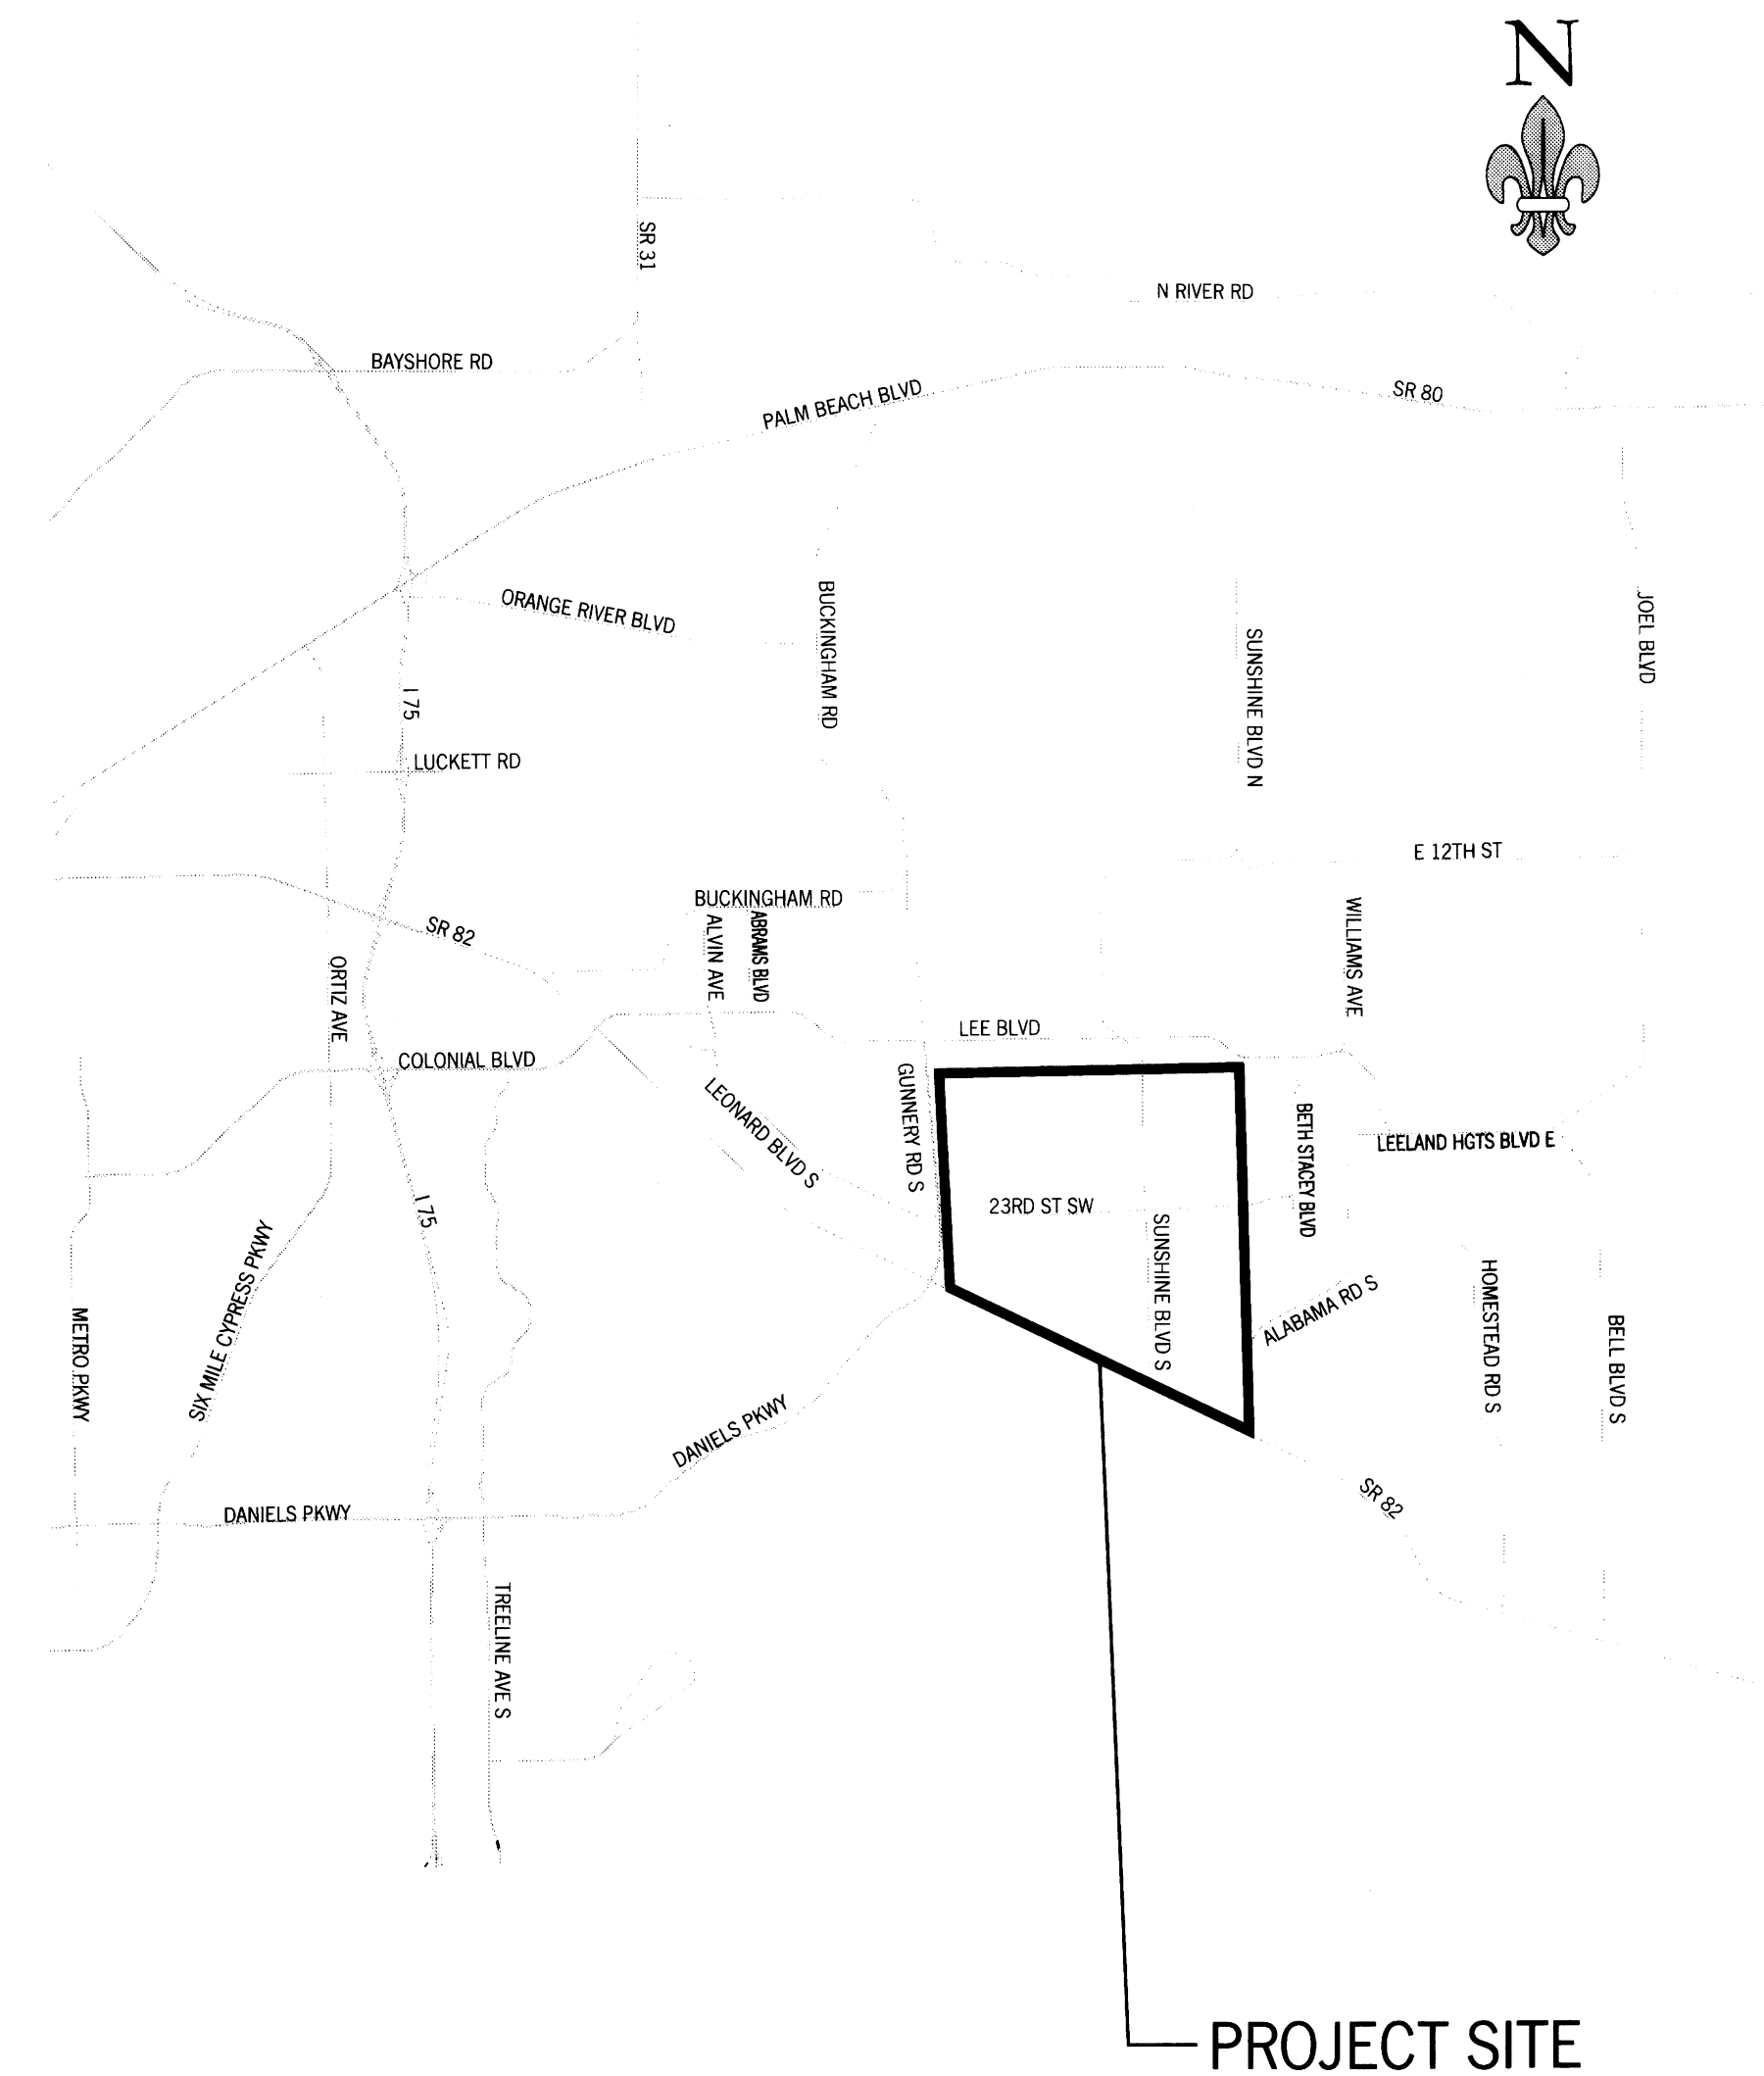 N
SR 31
N RIVER RD
BAYSHORE RD
PALM BEACH BLVD
SR 80
ORANGE RIVER BLVD
BUCKINGHAM RD
SUNSHINE BLVD N
JOEL BLVD
I 75
LUCKETT RD
E 12TH ST
BUCKINGHAM RD
ALVIN AVE
ABRAMS BLVD
WILLIAMS AVE
SR 82
ORTIZ AVE
LEE BLVD
COLONIAL BLVD
GUNNERY RD S
LEONARD BLVD S
BETH STACEY BLVD
LEELAND HGTS BLVD E
23RD ST SW
I 75
SUNSHINE BLVD S
SIX MILE CYPRESS PKWY
METRO PKWY
ALABAMA RD S
HOMESTEAD RD S
BELL BLVD S
DANIELS PKWY
SR 82
DANIELS PKWY
TREELINE AVE S
PROJECT SITE